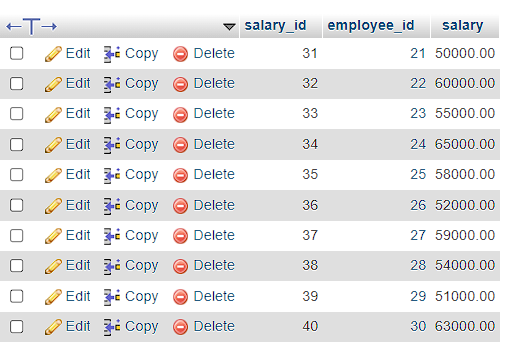 salary_id employee_id salary
Edit Copy Delete 31 21 50000.00
Edit Copy Delete 32 22 60000.00
Edit Copy Delete 33 23 55000.00
Edit Copy Delete 34 24 65000.00
Edit Copy Delete 35 25 58000.00
Edit Copy Delete 36 26 52000.00
Edit Copy Delete 37 27 59000.00
Edit Copy Delete 38 28 54000.00
Edit Copy Delete 39 29 51000.00
Edit Copy Delete 40 30 63000.00